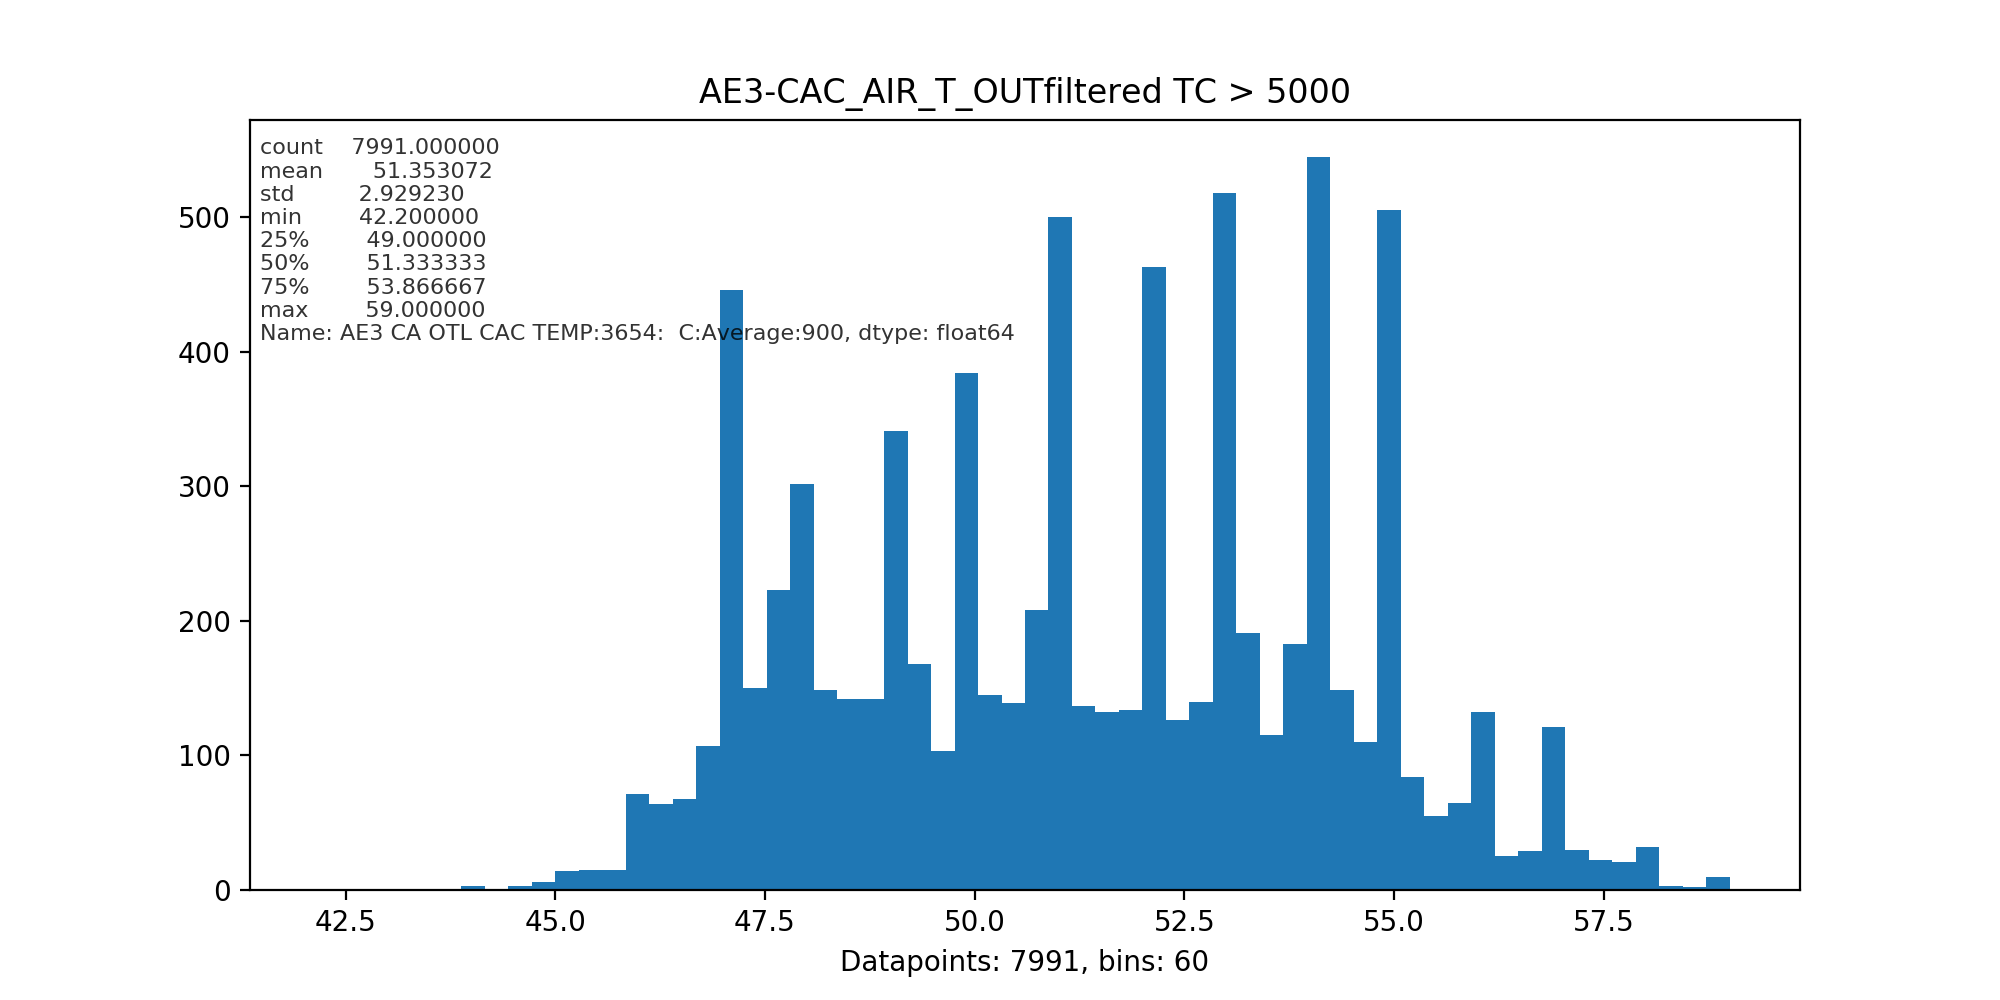 AE3-CAC_AIR_T_OUTfiltered TC > 5000
count 7991.000000
mean 51.353072
std 2.929230
min 42.200000
25% 49.000000
50% 51.333333
75% 53.866667
max 59.000000
Name: AE3 CA OTL CAC TEMP:3654: C:Average:900, dtype: float64
500
400
300
200
100
0
42.5 45.0 47.5 50.0 52.5 55.0 57.5
Datapoints: 7991, bins: 60